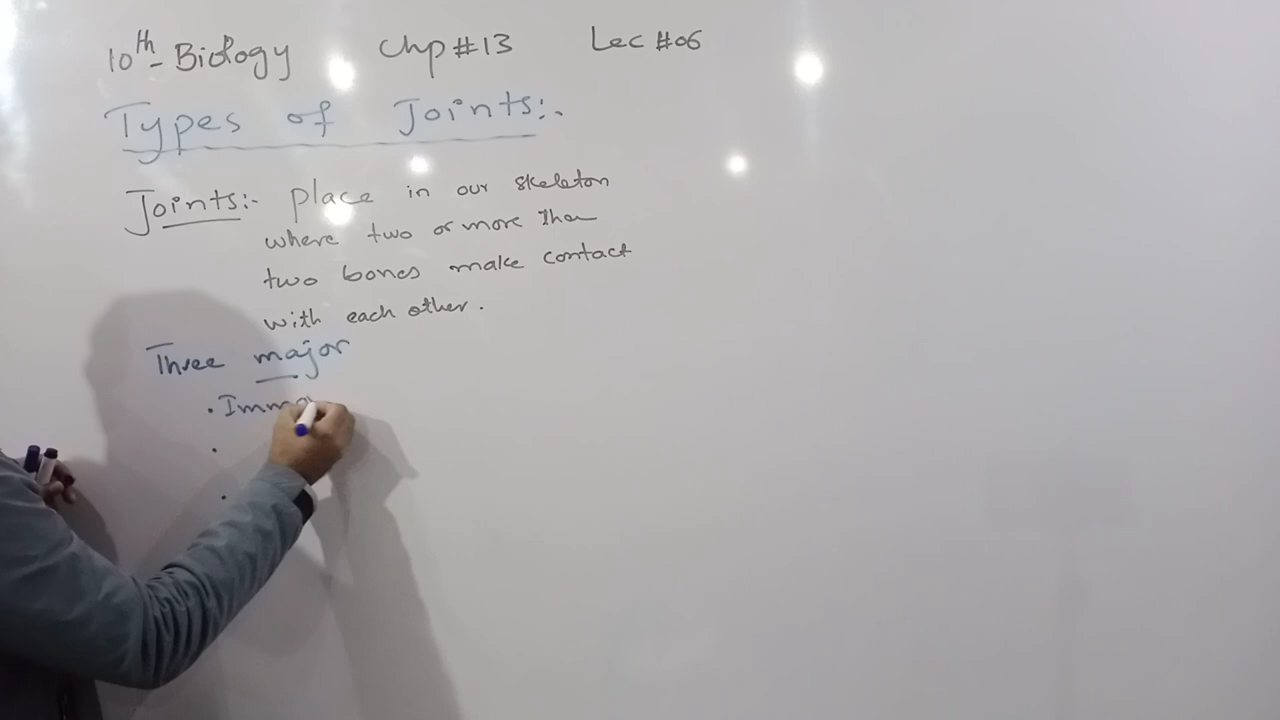 10th - Biology Chp #13 Lec #06
Types of Joints:-
Joints:- place in our skeleton
where two or more than
two bones make contact
with each other.
Three major
. Immo
.
.